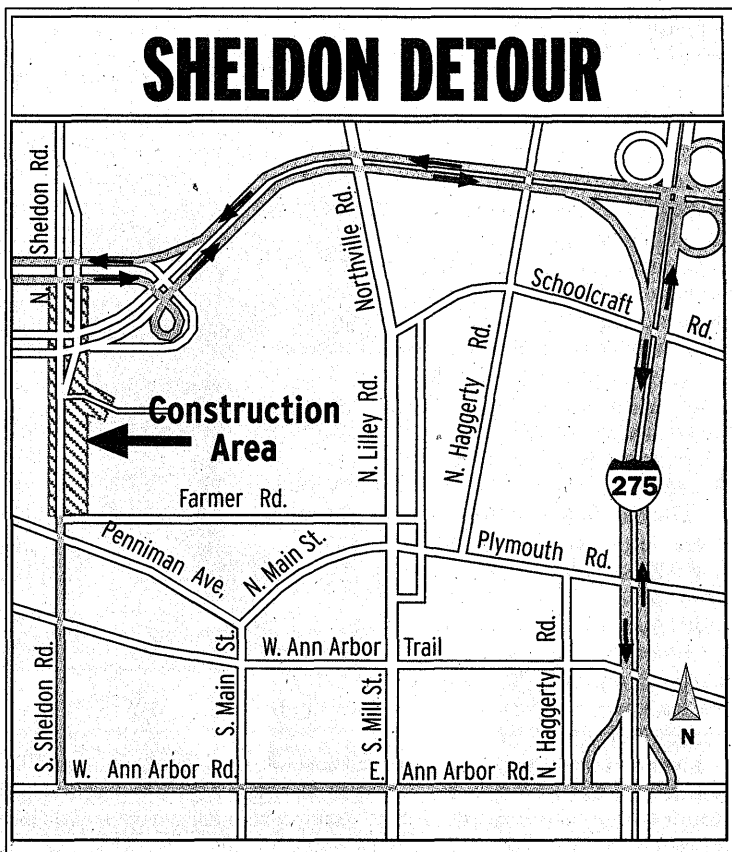 SHELDON DETOUR
N. Sheldon Rd.
Northville Rd.
Schoolcraft Rd.
N. Lilley Rd.
N. Haggerty Rd.
Construction
Area
275
Farmer Rd.
Penniman Ave,
N. Main St.
Plymouth Rd.
S. Main St.
W. Ann Arbor Trail
S. Mill St.
N. Haggerty Rd.
S. Sheldon Rd.
N
W. Ann Arbor Rd.
E. Ann Arbor Rd.